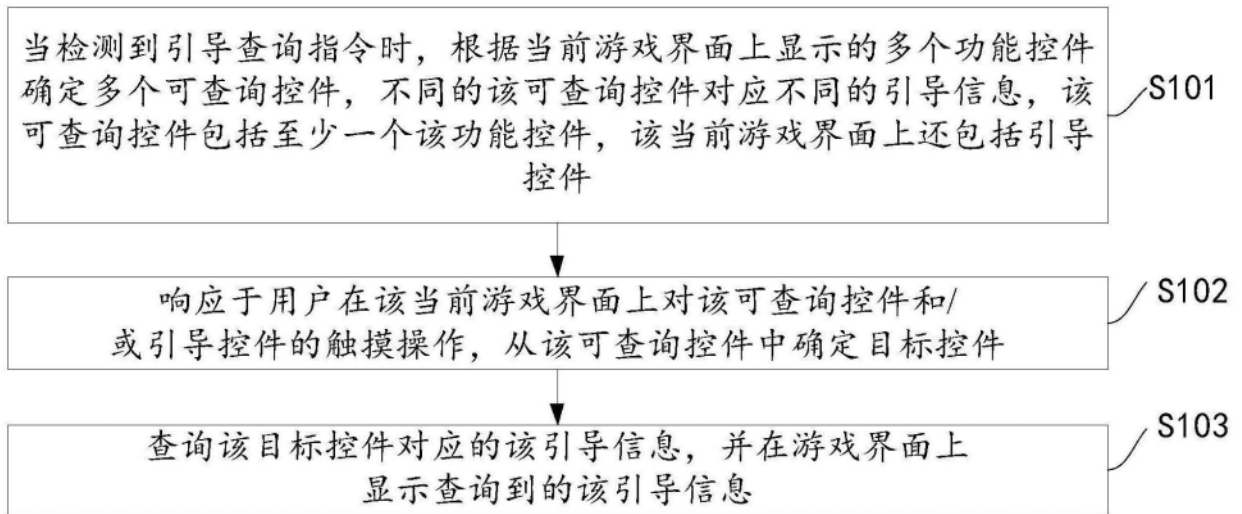 当检测到引导查询指令时，根据当前游戏界面上显示的多个功能控件
确定多个可查询控件，不同的该可查询控件对应不同的引导信息，该
可查询控件包括至少一个该功能控件，该当前游戏界面上还包括引导
控件
S101
响应于用户在该当前游戏界面上对该可查询控件和/
或引导控件的触摸操作，从该可查询控件中确定目标控件
S102
查询该目标控件对应的该引导信息，并在游戏界面上
显示查询到的该引导信息
S103